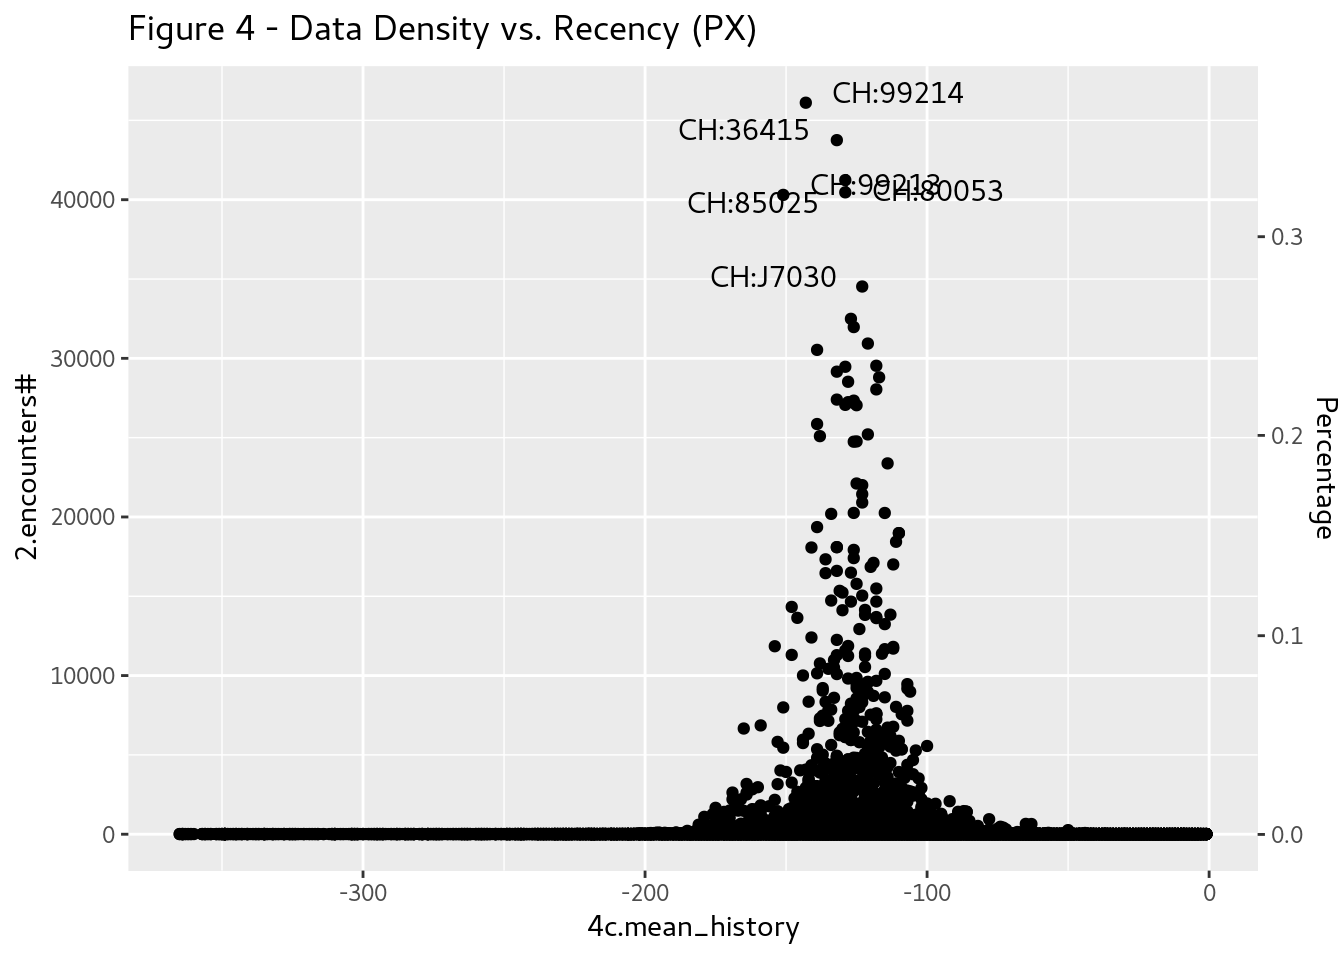 Figure 4 - Data Density vs. Recency (PX)
CH:99214
CH:36415
CH:99213
CH:80053
CH:85025
CH:J7030
40000
30000
20000
10000
0
2.encounters#
0.3
0.2
0.1
0.0
Percentage
-300
-200
-100
0
4c.mean_history